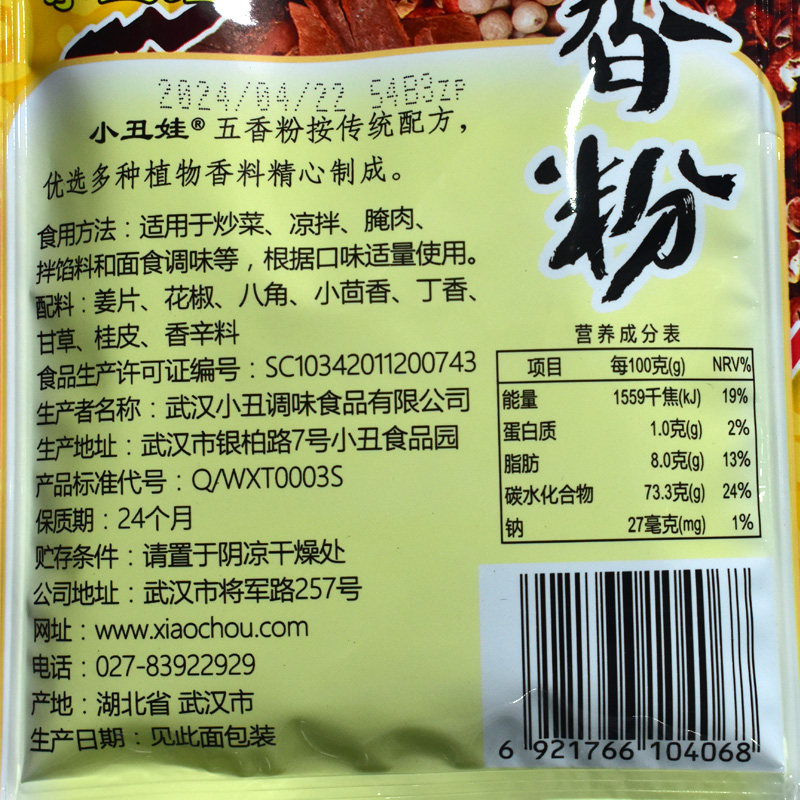 香粉
2024/04/22 54B3ZP
小丑娃® 五香粉按传统配方，
优选多种植物香料精心制成。
食用方法：适用于炒菜、凉拌、腌肉、
拌馅料和面食调味等，根据口味适量使用。
配料：姜片、花椒、八角、小茴香、丁香、
甘草、桂皮、香辛料
食品生产许可证编号：SC10342011200743
生产者名称：武汉小丑调味食品有限公司
生产地址：武汉市银柏路7号小丑食品园
产品标准代号：Q/WXT0003S
保质期：24个月
贮存条件：请置于阴凉干燥处
公司地址：武汉市将军路257号
网址：www.xiaochou.com
电话：027-83922929
产地：湖北省 武汉市
生产日期：见此面包装
营养成分表
项目 每100克(g) NRV%
能量 1559千焦(kJ) 19%
蛋白质 1.0克(g) 2%
脂肪 8.0克(g) 13%
碳水化合物 73.3克(g) 24%
钠 27毫克(mg) 1%
6 921766 104068